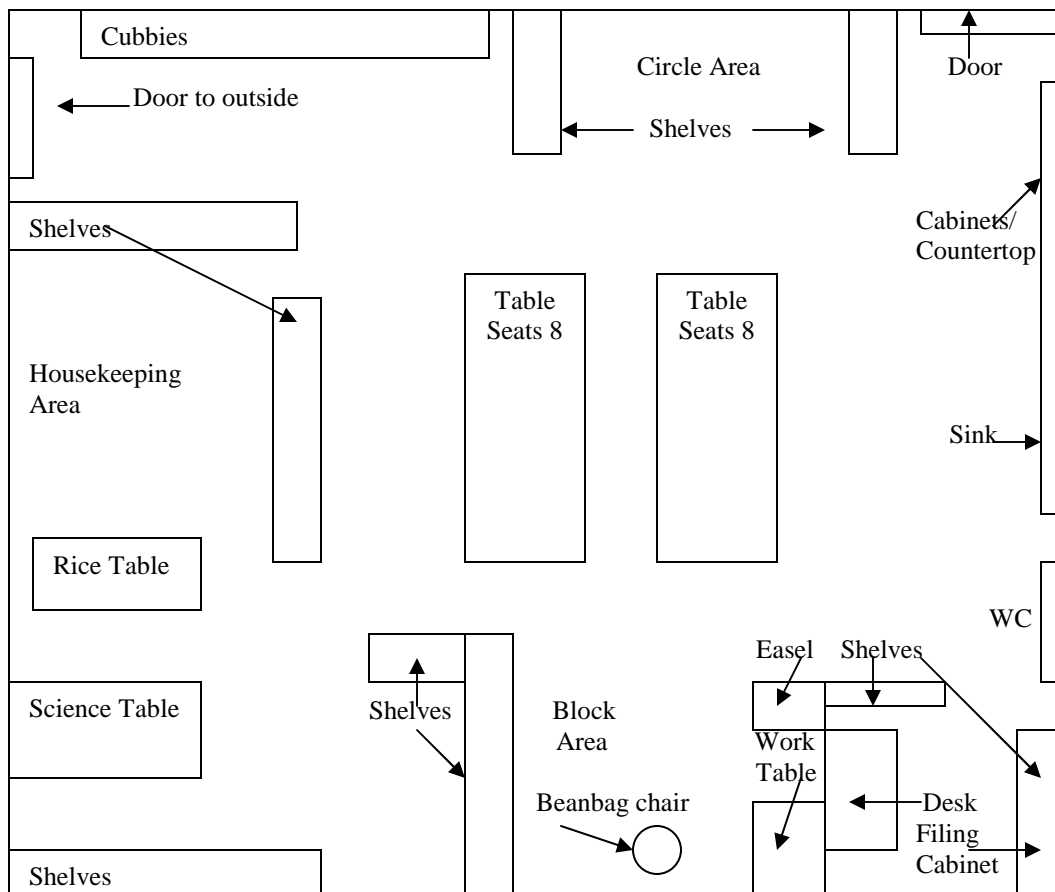 Cubbies
Circle Area
Door
Door to outside
Shelves
Shelves
Cabinets/
Countertop
Table
Seats 8
Table
Seats 8
Housekeeping
Area
Sink
Rice Table
WC
Easel
Shelves
Science Table
Shelves
Block
Area
Work
Table
Beanbag chair
Desk
Filing
Cabinet
Shelves